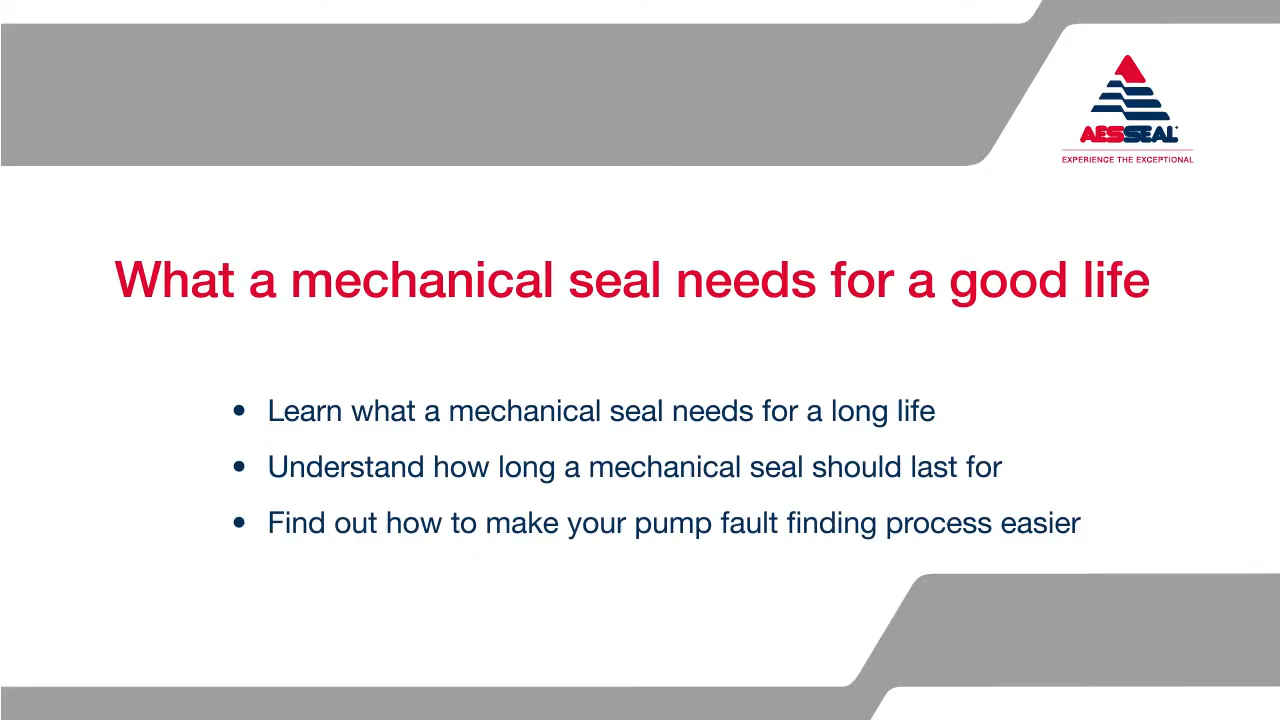 AESSEAL
EXPERIENCE THE EXCEPTIONAL
What a mechanical seal needs for a good life
• Learn what a mechanical seal needs for a long life
• Understand how long a mechanical seal should last for
• Find out how to make your pump fault finding process easier